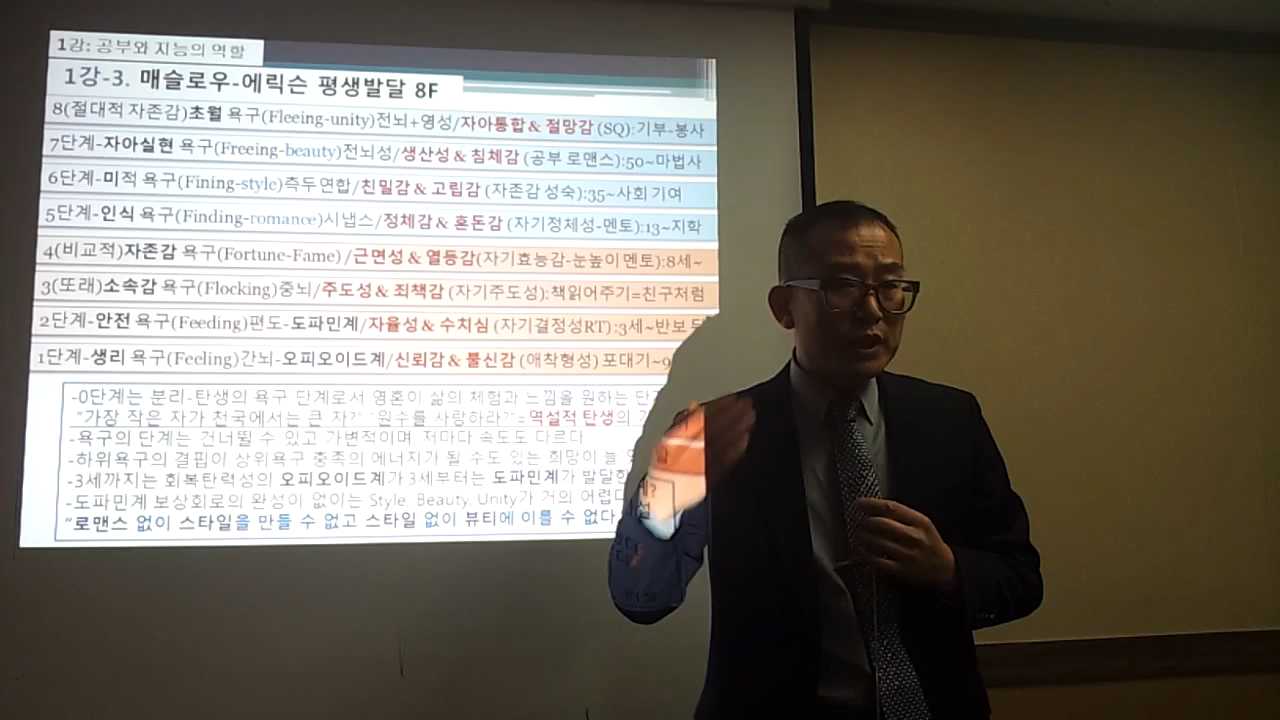 1강: 공부와 지능의 역할
1강-3. 매슬로우-에릭슨 평생발달 8F
8(절대적 자존감)초월 욕구(Fleeing-unity)전뇌+영성/자아통합 & 절망감 (SQ):기부-봉사
7단계-자아실현 욕구(Freeing-beauty)전뇌성/생산성 & 침체감 (공부 로맨스):50~마법사
6단계-미적 욕구(Fining-style)측두연합/친밀감 & 고립감 (자존감 성숙):35~사회 기여
5단계-인식 욕구(Finding-romance)시냅스/정체감 & 혼돈감 (자기정체성-멘토):13~지학
4(비교적)자존감 욕구(Fortune-Fame)/근면성 & 열등감(자기효능감-눈높이 멘토):8세~
3(또래)소속감 욕구(Flocking)중뇌/주도성 & 죄책감 (자기주도성):책읽어주기=친구처럼
2단계-안전 욕구(Feeding)편도-도파민계/자율성 & 수치심 (자기결정성RT):3세~반보
1단계-생리 욕구(Feeling)간뇌-오피오이드계/신뢰감 & 불신감 (애착형성) 포대기~
-0단계는 분리-탄생의 욕구 단계로서 영혼이 삶의 체험과 느낌을 원하는
"가장 작은 자가 천국에서는 큰 자?" "원수를 사랑하라?"=역설적 탄생의
-욕구의 단계는 건너뛸 수 있고 가변적이며, 저마다 속도도 다르다
-하위욕구의 결핍이 상위욕구 충족의 에너지가 될 수도 있는 희망이 늘
-3세까지는 회복탄력성의 오피오이드계가 3세부터는 도파민계가 발달한
-도파민계 보상회로의 완성이 없이는 Style, Beauty, Unity가 거의 어렵다
"로맨스 없이 스타일을 만들 수 없고 스타일 없이 뷰티에 이를 수 없다